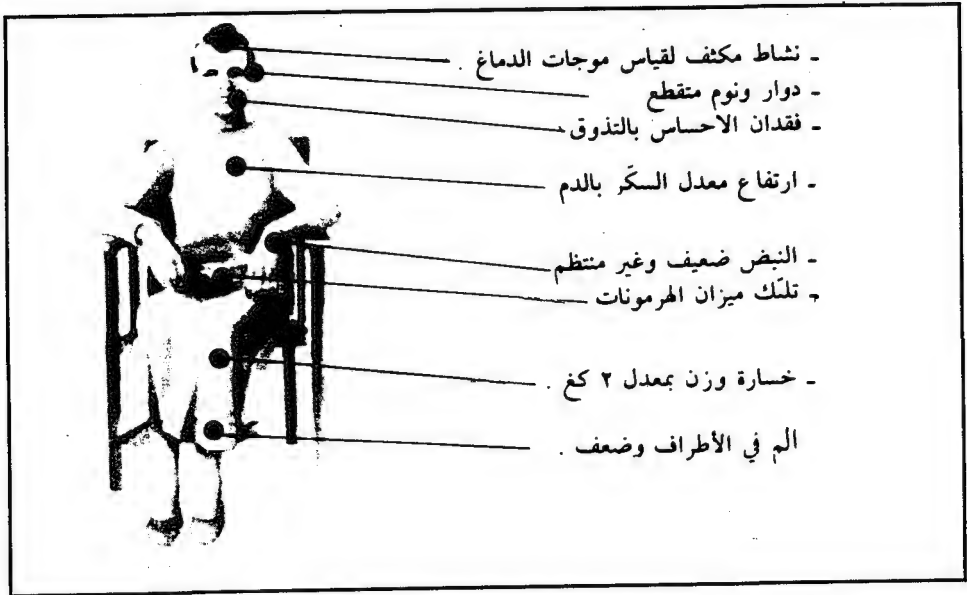 - نشاط مكثف لقياس موجات الدماغ .
- دوار ونوم متقطع
- فقدان الاحساس بالتذوق
- ارتفاع معدل السكّر بالدم
- النبض ضعيف وغير منتظم
- تلبّك ميزان الهرمونات
- خسارة وزن بمعدل ٢ كغ .
الم في الأطراف وضعف .